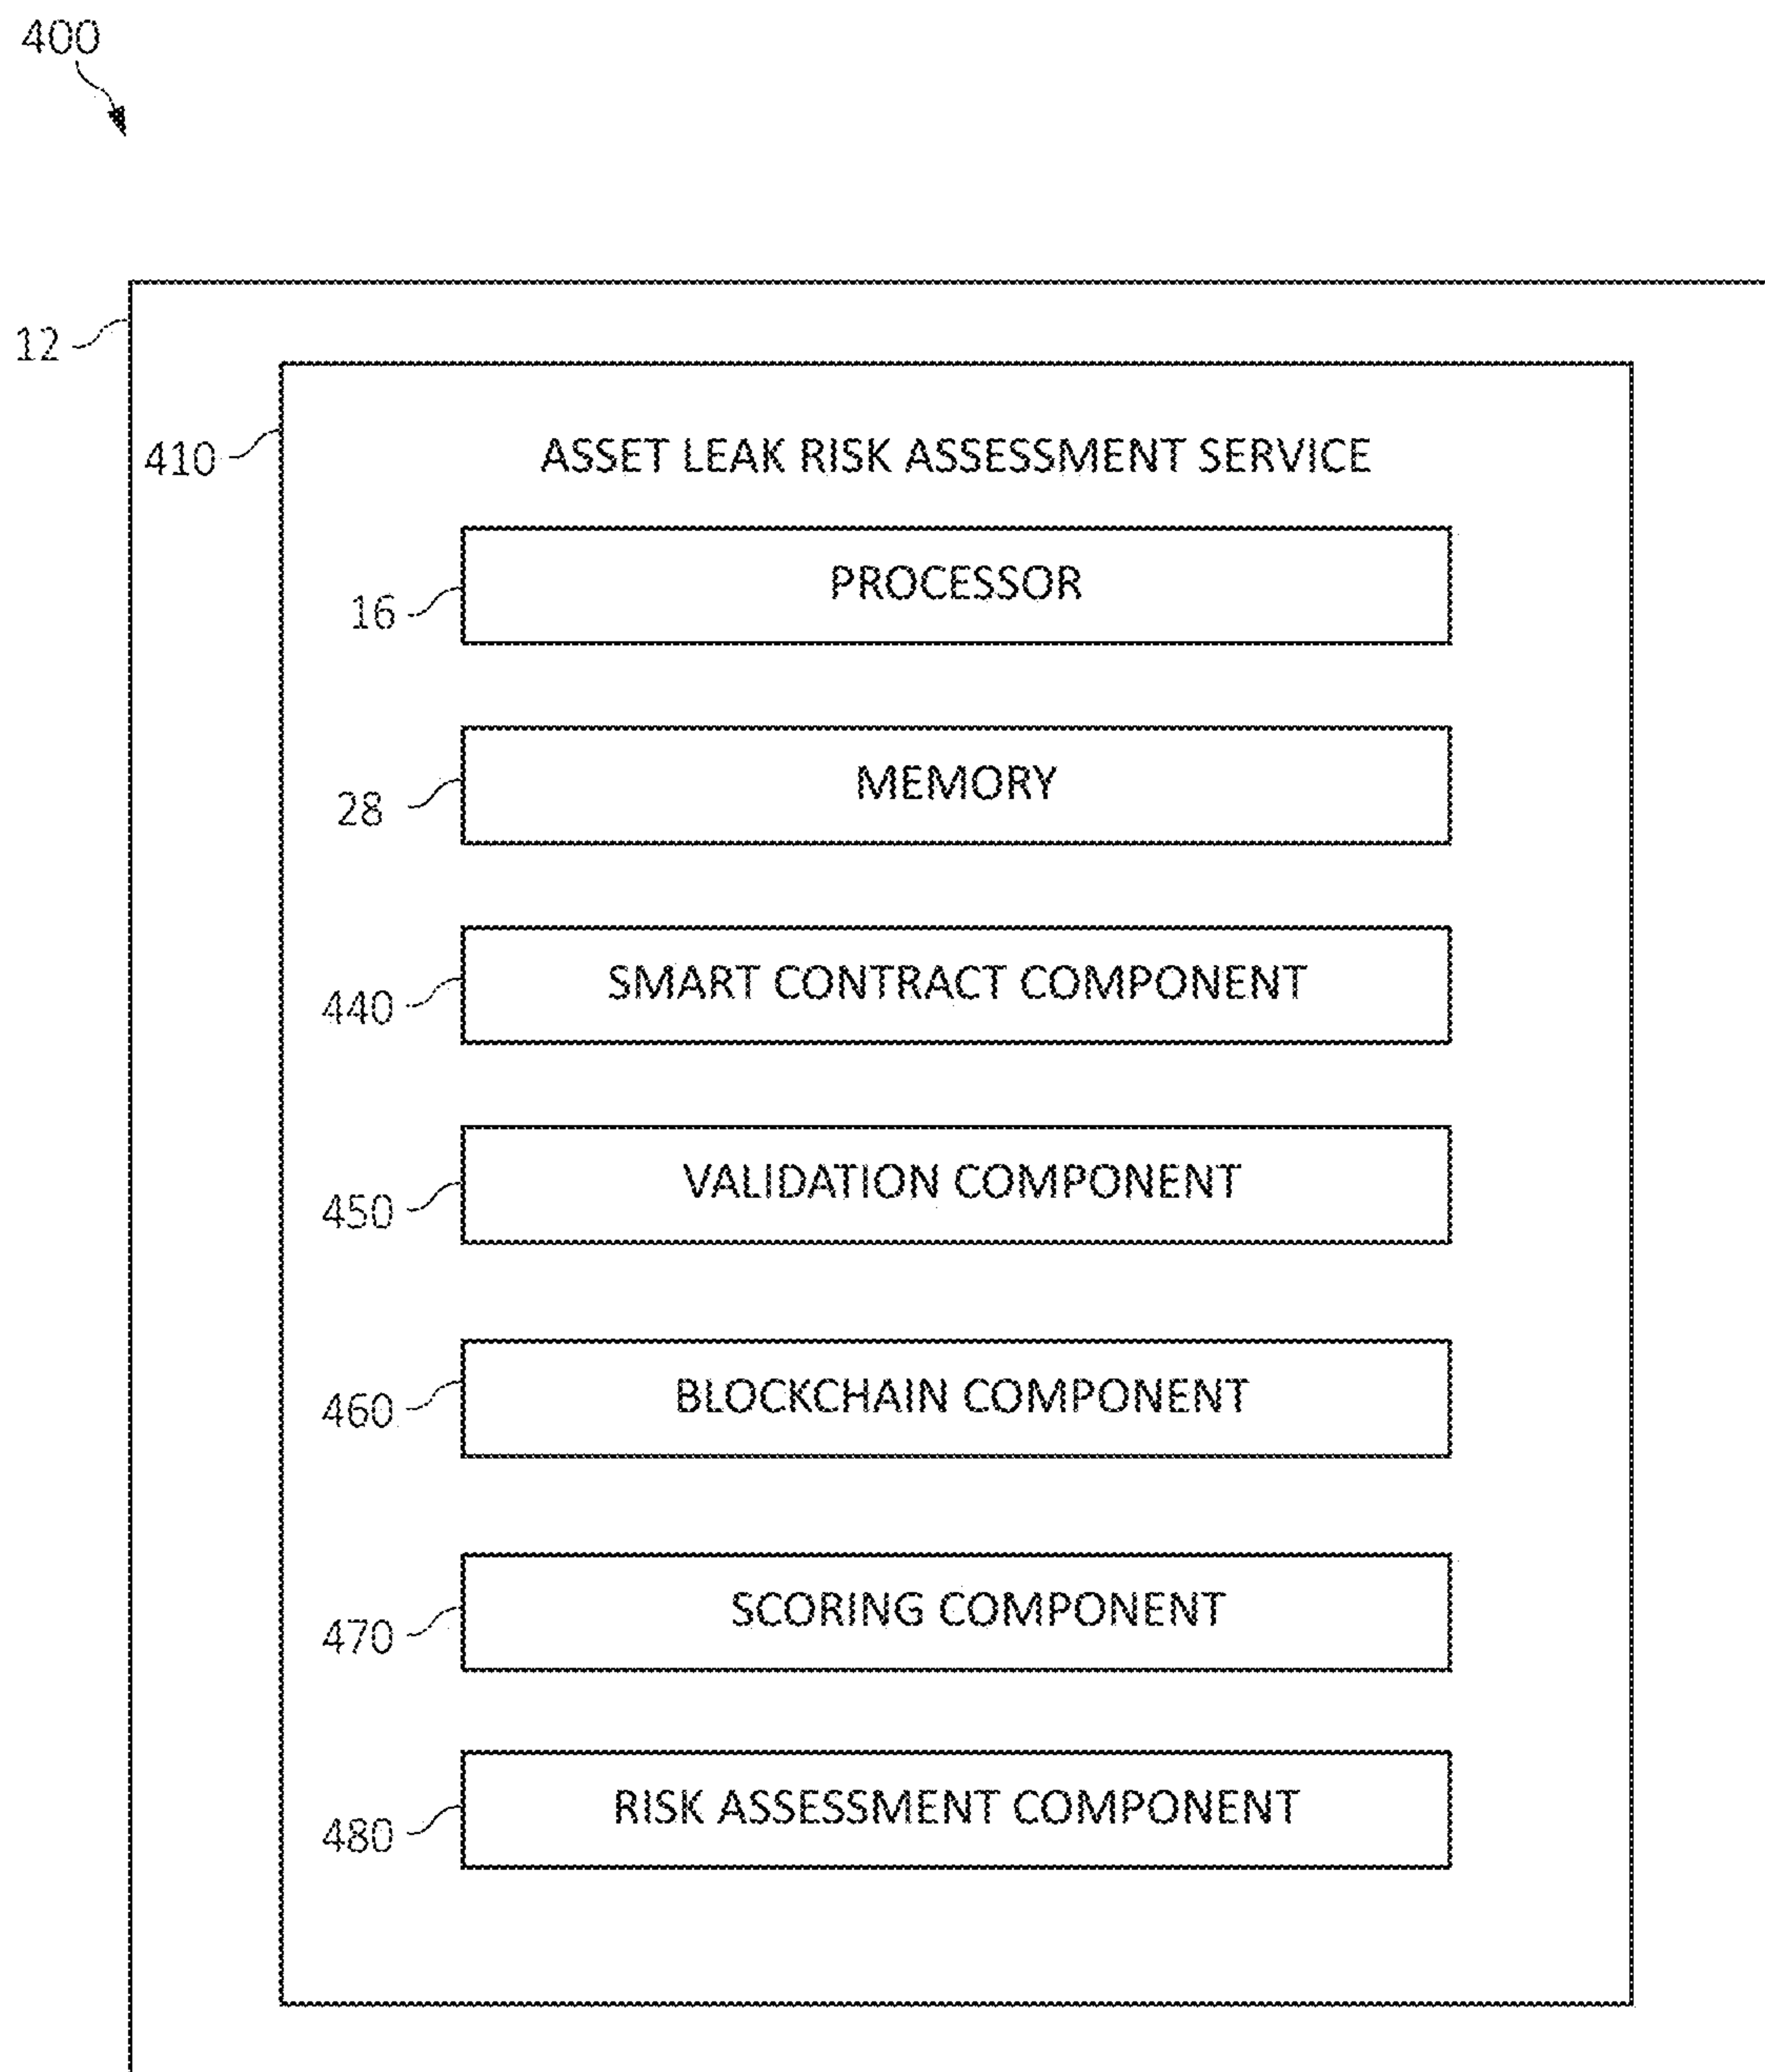 400
12
410
ASSET LEAK RISK ASSESSMENT SERVICE
PROCESSOR
16
MEMORY
28
SMART CONTRACT COMPONENT
440
VALIDATION COMPONENT
450
BLOCKCHAIN COMPONENT
460
SCORING COMPONENT
470
RISK ASSESSMENT COMPONENT
480